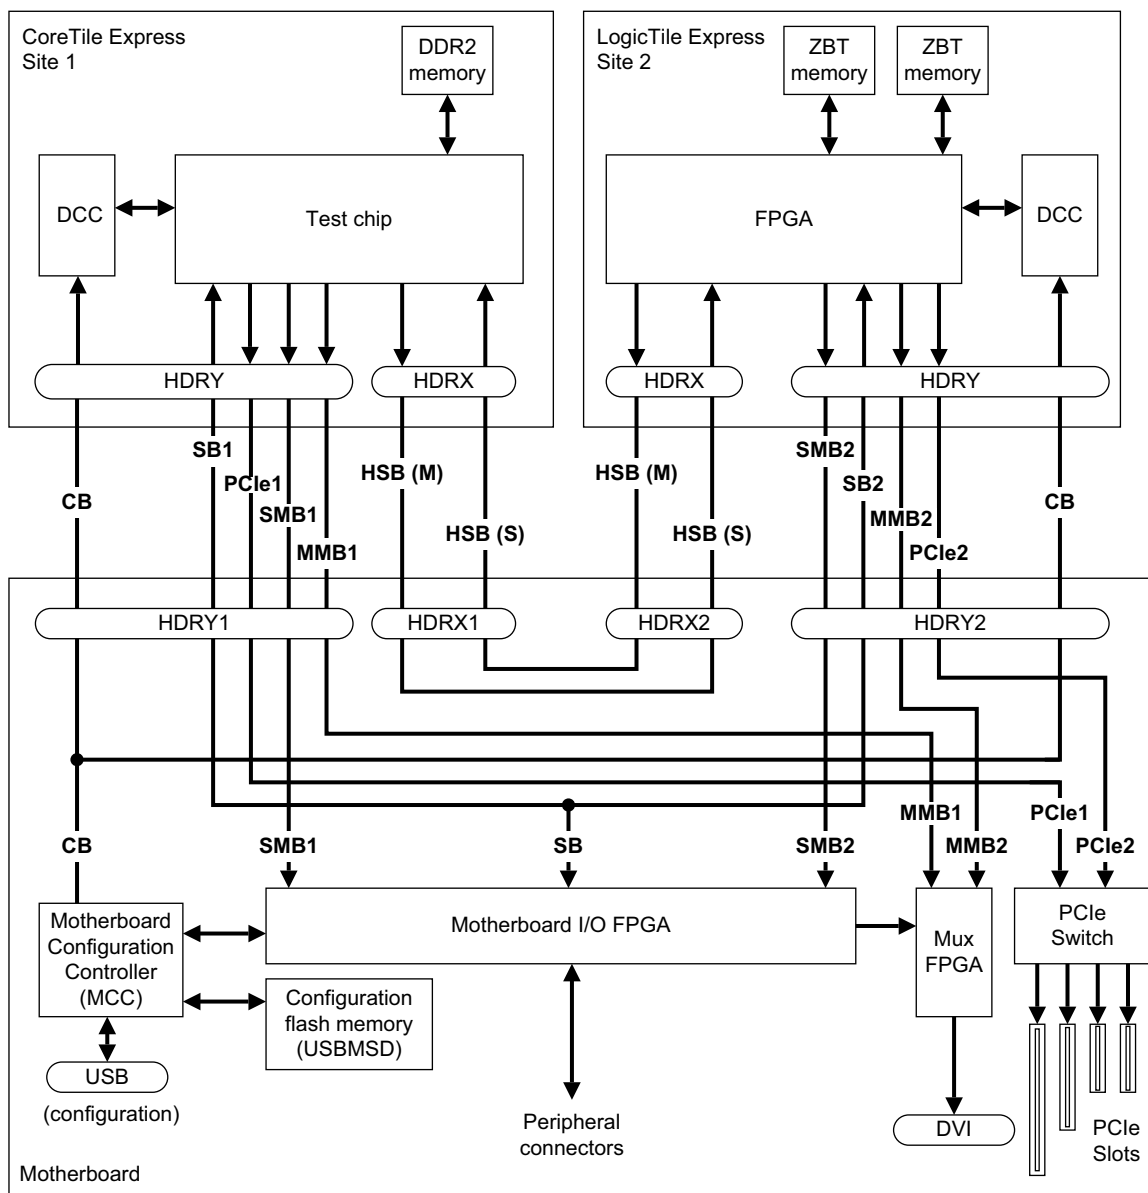 CoreTile Express
Site 1
DDR2
memory
DCC
Test chip
HDRY
HDRX
LogicTile Express
Site 2
ZBT
memory
ZBT
memory
FPGA
DCC
HDRX
HDRY
CB
SB1
PCIe1
SMB1
MMB1
HSB (M)
HSB (S)
HSB (M)
HSB (S)
SMB2
SB2
MMB2
PCIe2
CB
HDRY1
HDRX1
HDRX2
HDRY2
CB
SMB1
SB
SMB2
MMB1
MMB2
PCIe1
PCIe2
Motherboard
Configuration
Controller
(MCC)
Motherboard I/O FPGA
Mux
FPGA
PCIe
Switch
Configuration
flash memory
(USBMSD)
USB
(configuration)
Peripheral
connectors
DVI
PCIe
Slots
Motherboard